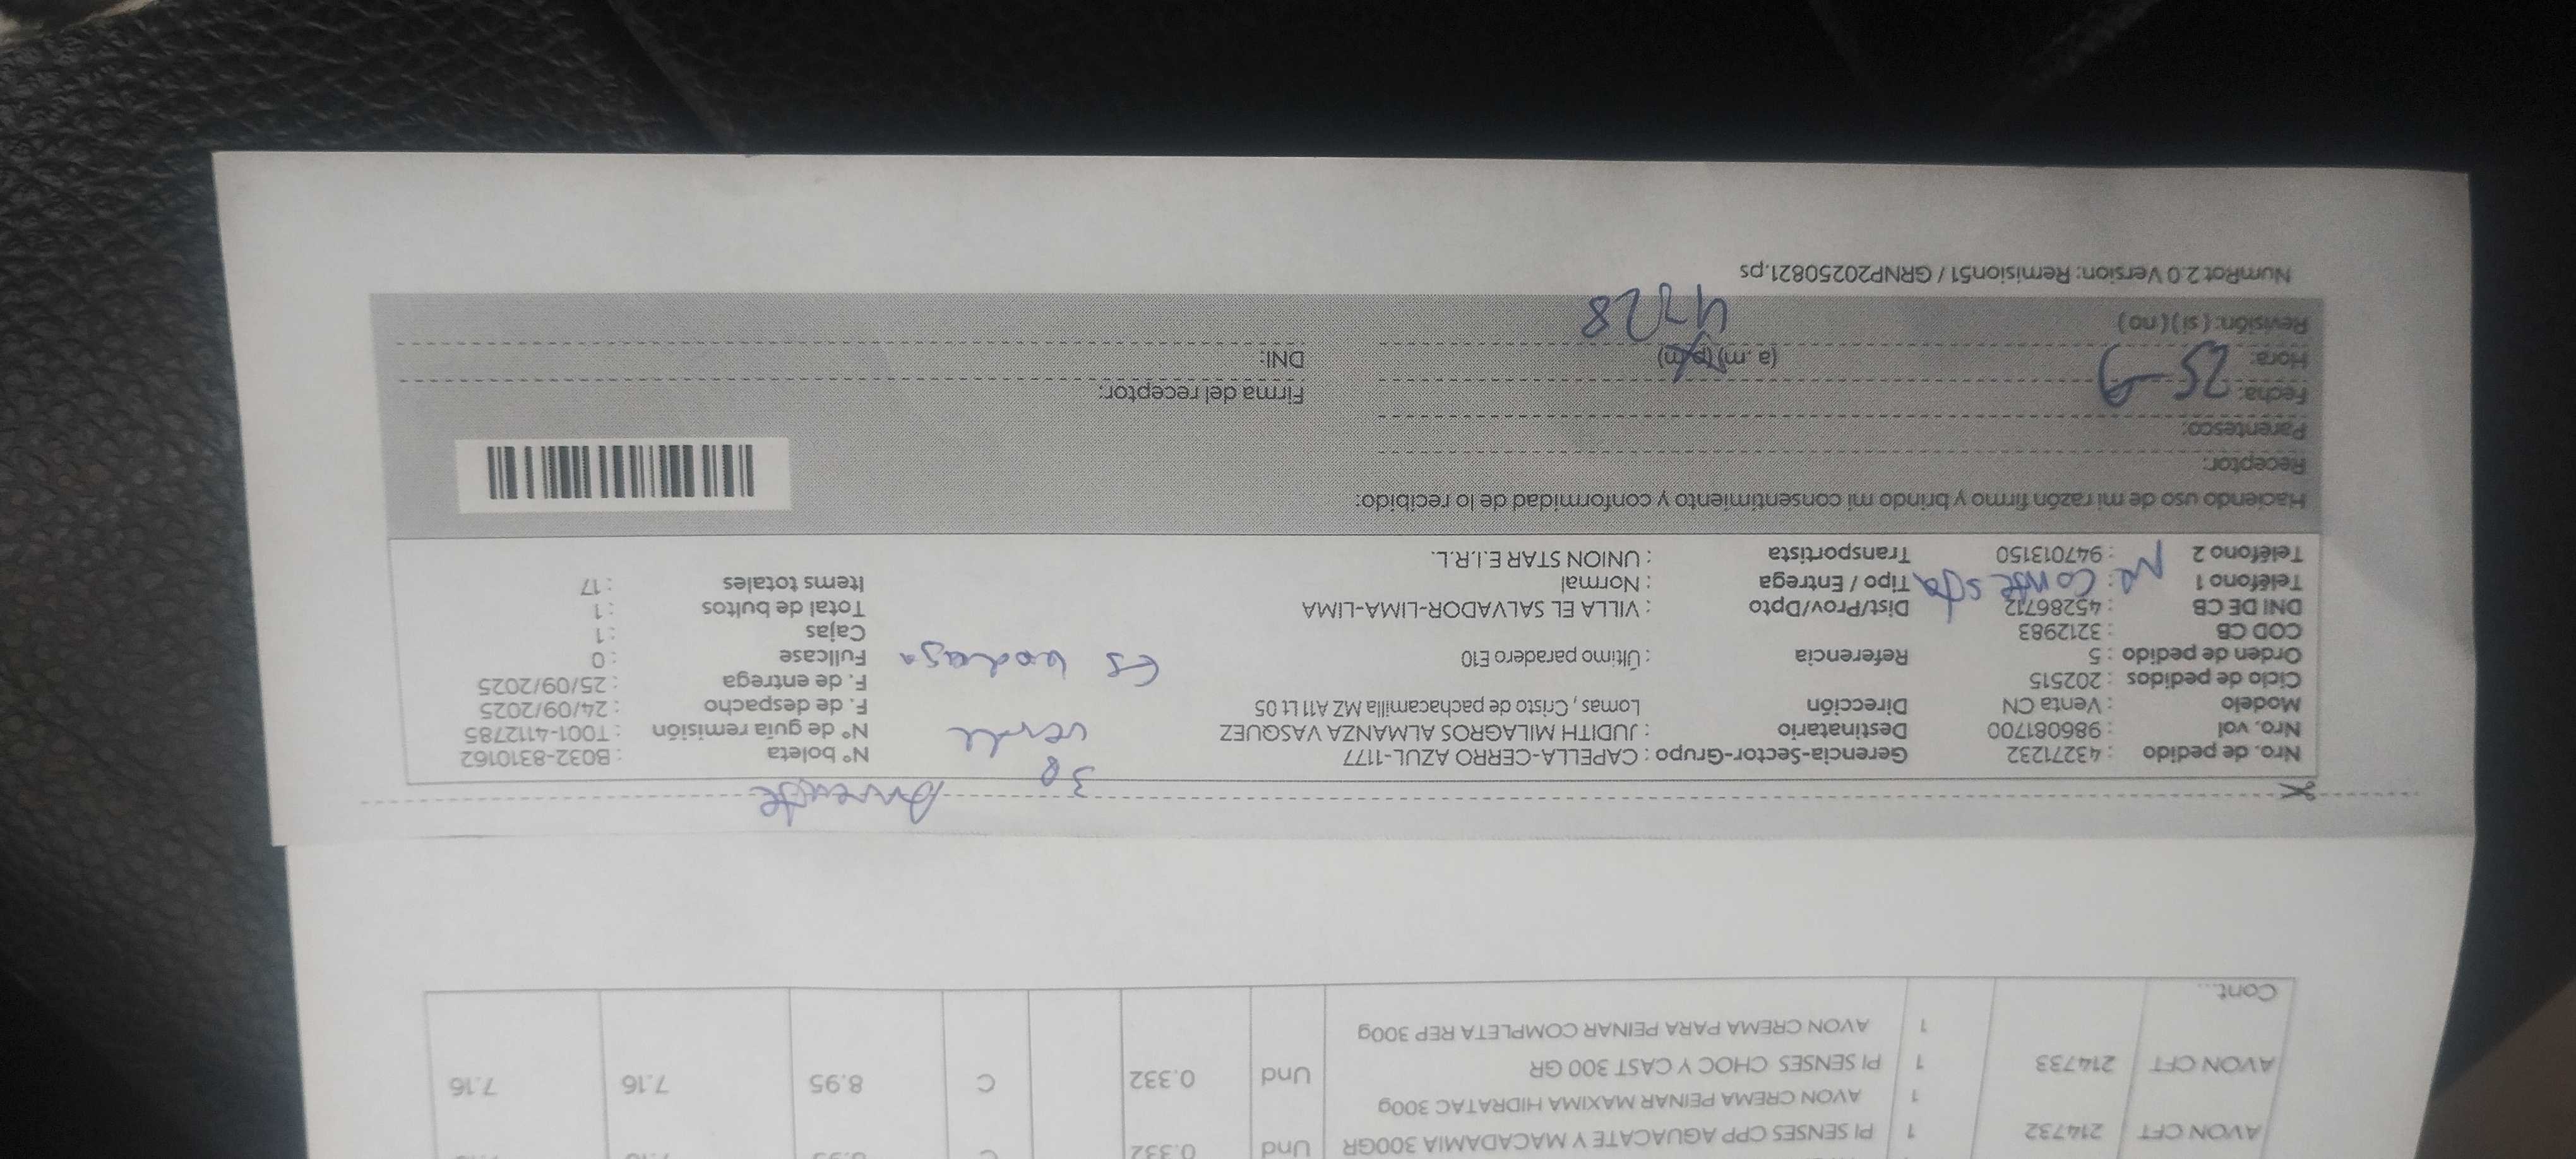 AVON CFT 214732 1 PI SENSES CPP AGUACATE Y MACADAMIA 300GR Und 0.332
1 AVON CREMA PEINAR MAXIMA HIDRATAC 300g
AVON CFT 214733 1 PI SENSES CHOC Y CAST 300 GR Und 0.332 C 8.95 7.16 7.16
1 AVON CREMA PARA PEINAR COMPLETA REP 300g
Cont...
Ausente
3P
verde
Es bodega
Nro. de pedido : 43271232 Gerencia-Sector-Grupo : CAPELLA-CERRO AZUL-1177 N° boleta : B032-8310162
Nro. vol : 986081700 Destinatario : JUDITH MILAGROS ALMANZA VASQUEZ N° de guía remisión : T001-4112785
Modelo : Venta CN Dirección Lomas , Cristo de pachacamilla MZ A11 Lt 05 F. de despacho : 24/09/2025
Ciclo de pedidos : 202515 F. de entrega : 25/09/2025
Orden de pedido : 5 Referencia : Último paradero E10 Fullcase : 0
COD CB : 3212983 Cajas : 1
DNI DE CB : 45286712 Dist/Prov/Dpto : VILLA EL SALVADOR-LIMA-LIMA Total de bultos : 1
Teléfono 1 : Tipo / Entrega : Normal Items totales : 17
No contesta
Teléfono 2 : 947013150 Transportista : UNION STAR E.I.R.L.
Haciendo uso de mi razón firmo y brindo mi consentimiento y conformidad de lo recibido:
Receptor:
Parentesco:
Fecha: 25-9 Firma del receptor:
Hora: (a. m) (p. m) DNI:
Revisión: ( si ) ( no )
4728
NumRot 2.0 Version: Remision51 / GRNP20250821.ps